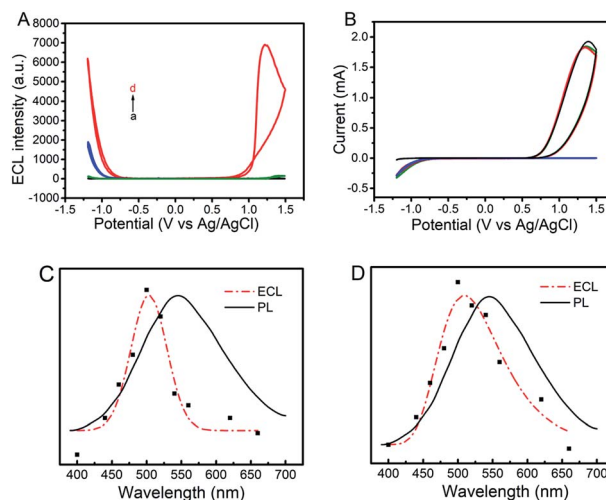 A
8000
7000
6000
5000
4000
3000
2000
1000
0
-1000
ECL intensity (a.u.)
d
a
-1.5 -1.0 -0.5 0.0 0.5 1.0 1.5
Potential (V vs Ag/AgCl)
B
2.0
1.5
1.0
0.5
0.0
-0.5
Current (mA)
-1.5 -1.0 -0.5 0.0 0.5 1.0 1.5
Potential (V vs Ag/AgCl)
C
ECL
PL
400 450 500 550 600 650 700
Wavelength (nm)
D
ECL
PL
400 450 500 550 600 650 700
Wavelength (nm)